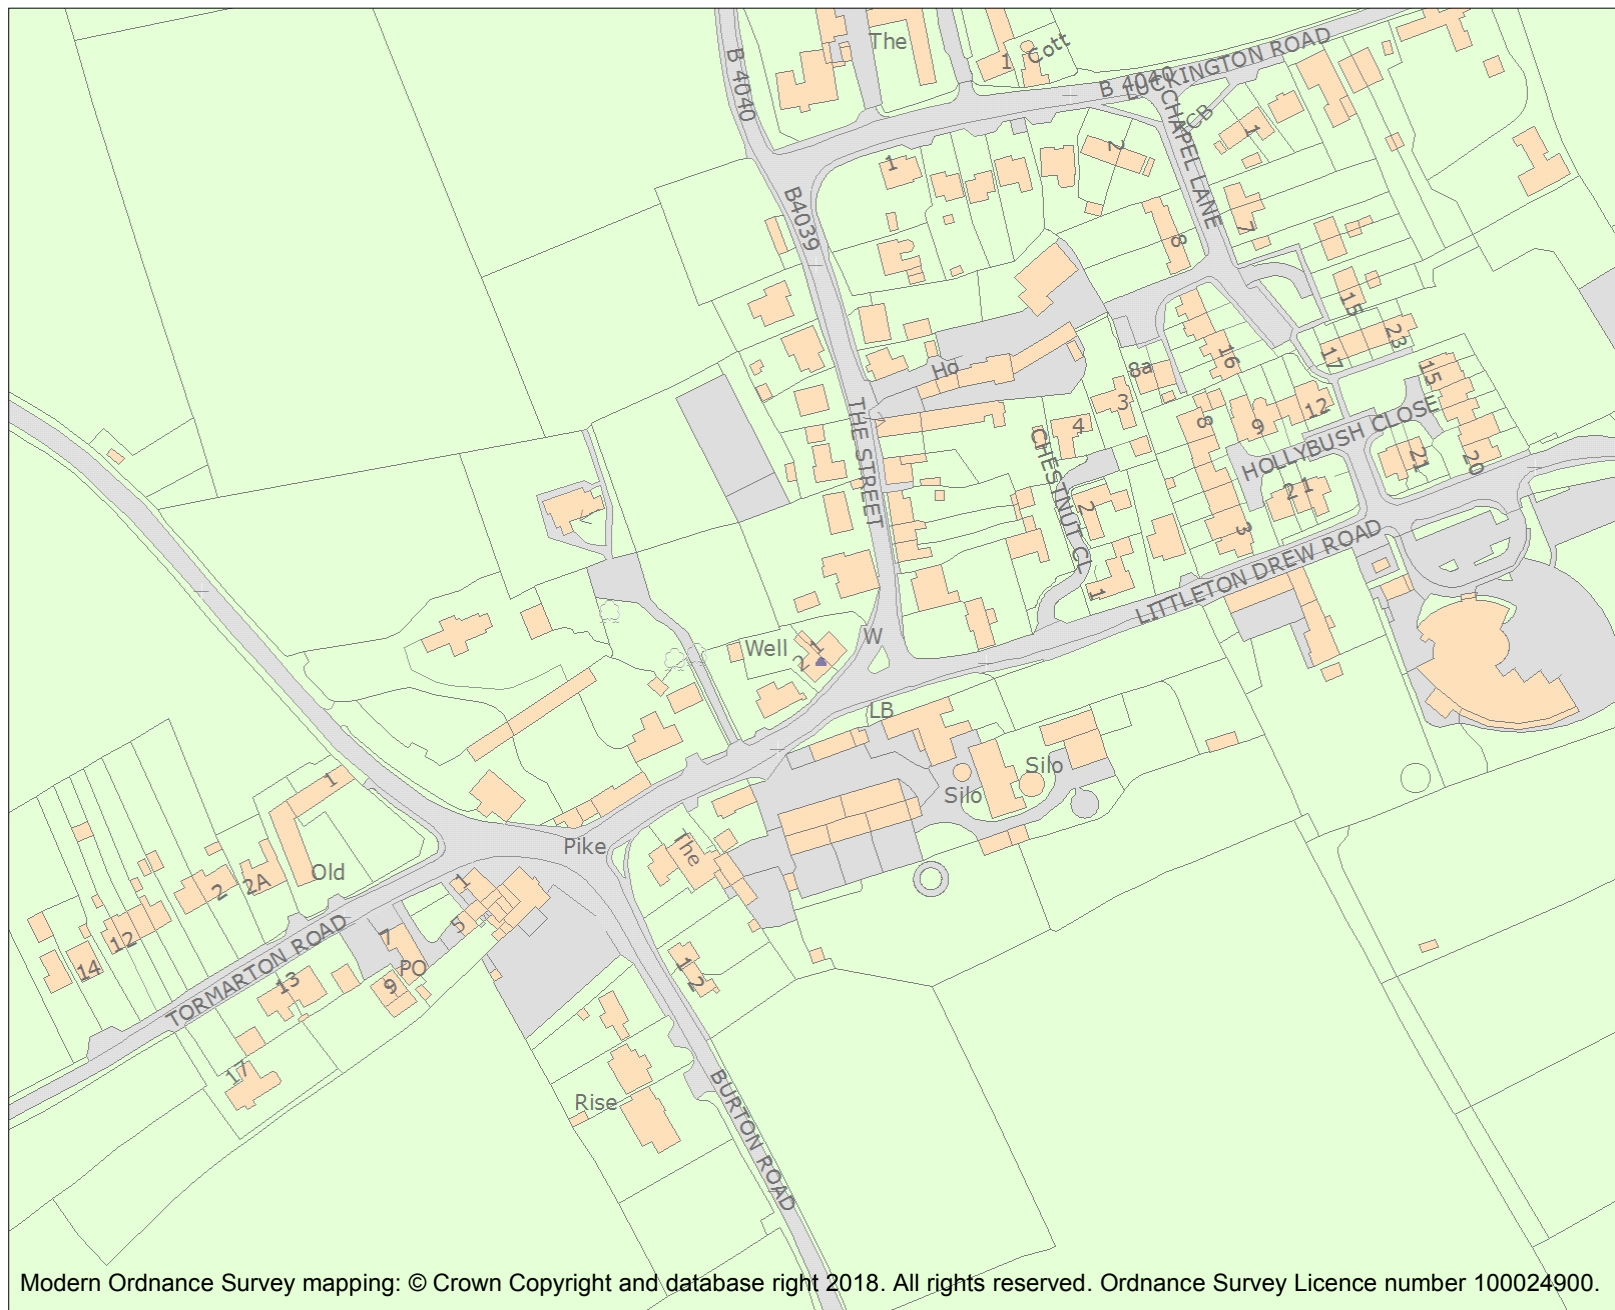 The
1
Cott
B 4040
B 4040
LUCKINGTON ROAD
CB
1
1
2
CHAPEL LANE
B4039
7
8
15
23
17
16
8a
15
Ho
3
12
4
8
9
THE STREET
CHESTNUT CL
HOLLYBUSH CLOSE
21
20
2 1
2
3
LITTLETON DREW ROAD
1
W
Well
1
2
LB
Silo
Silo
1
Pike
The
Old
2
2A
1
12
5
14
7
TORMARTON ROAD
PO
13
9
1
2
17
Rise
BURTON ROAD
Modern Ordnance Survey mapping: © Crown Copyright and database right 2018. All rights reserved. Ordnance Survey Licence number 100024900.